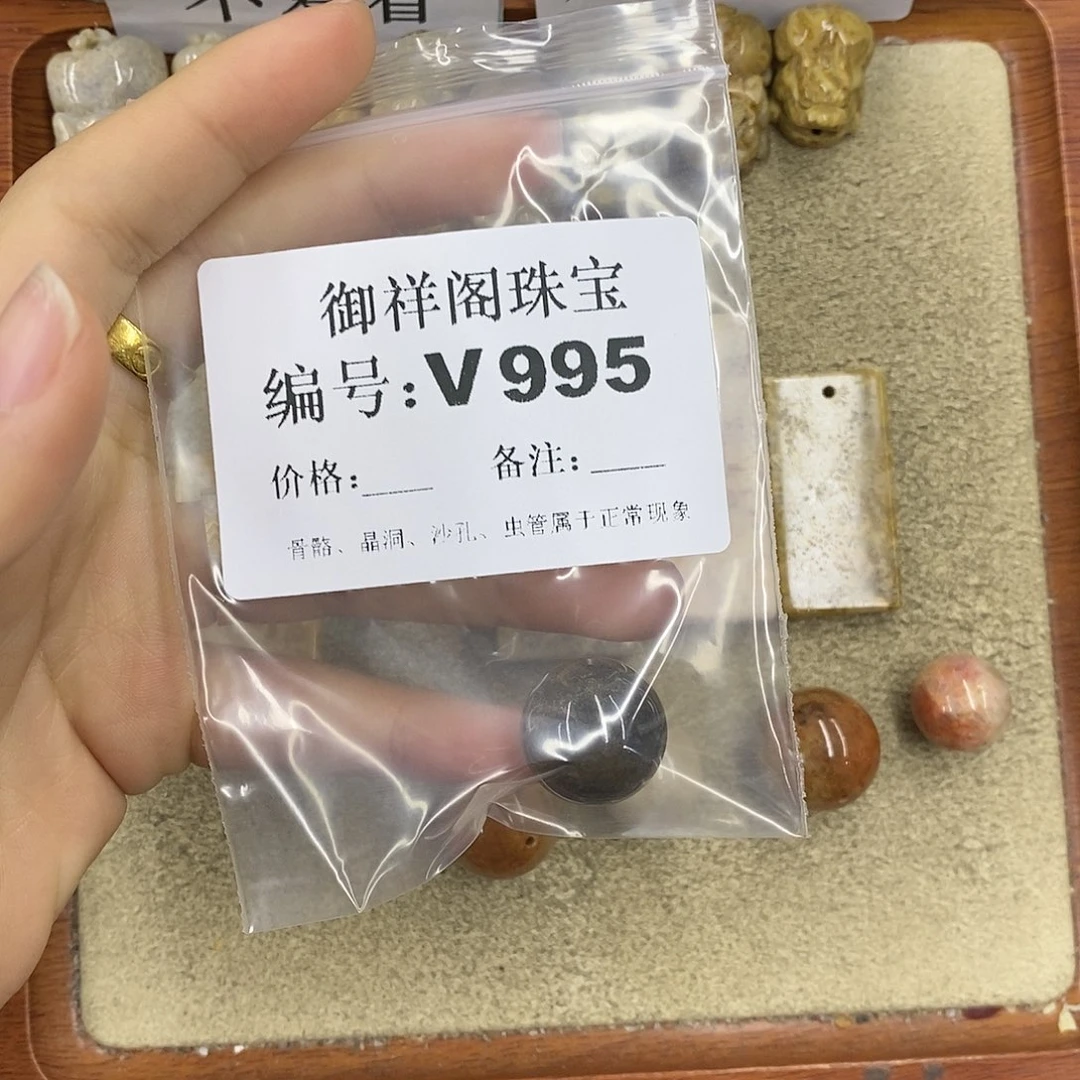 御祥阁珠宝
编号:V995
价格:____ 备注:____
骨骼、晶洞、沙孔、虫管属于正常现象